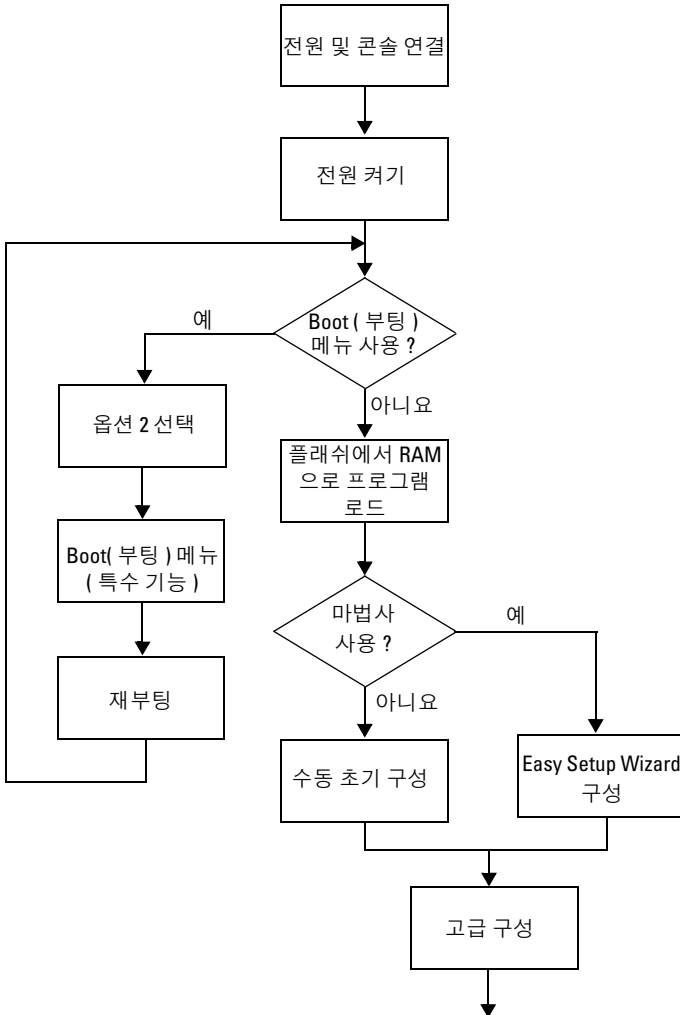 전원 및 콘솔 연결
전원 켜기
예
Boot ( 부팅 )
메뉴 사용 ?
아니요
옵션 2 선택
플래쉬에서 RAM
으로 프로그램
로드
Boot( 부팅 ) 메뉴
( 특수 기능 )
마법사
사용 ?
예
재부팅
아니요
수동 초기 구성
Easy Setup Wizard
구성
고급 구성